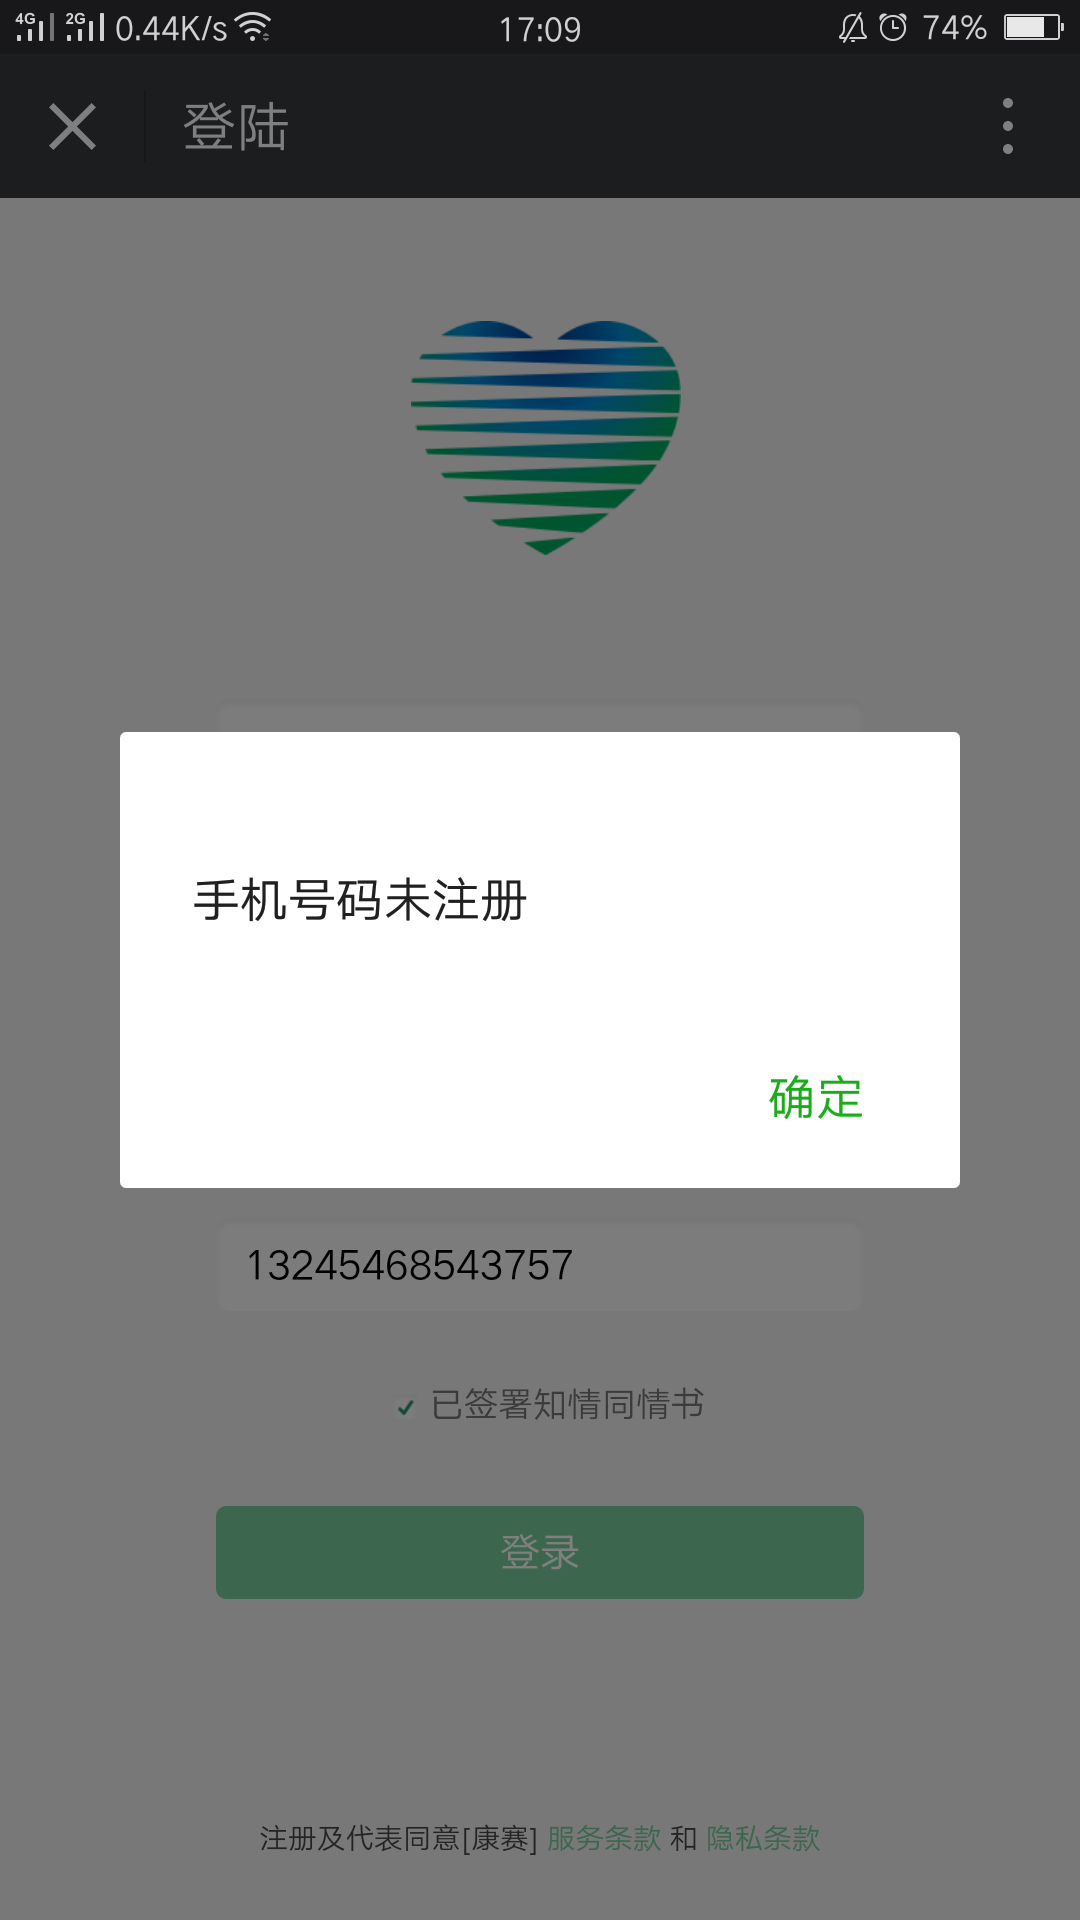 4G 2G 0.44K/s 17:09 74%
登陆
手机号码未注册
确定
13245468543757
已签署知情同情书
登录
注册及代表同意[康赛] 服务条款 和 隐私条款